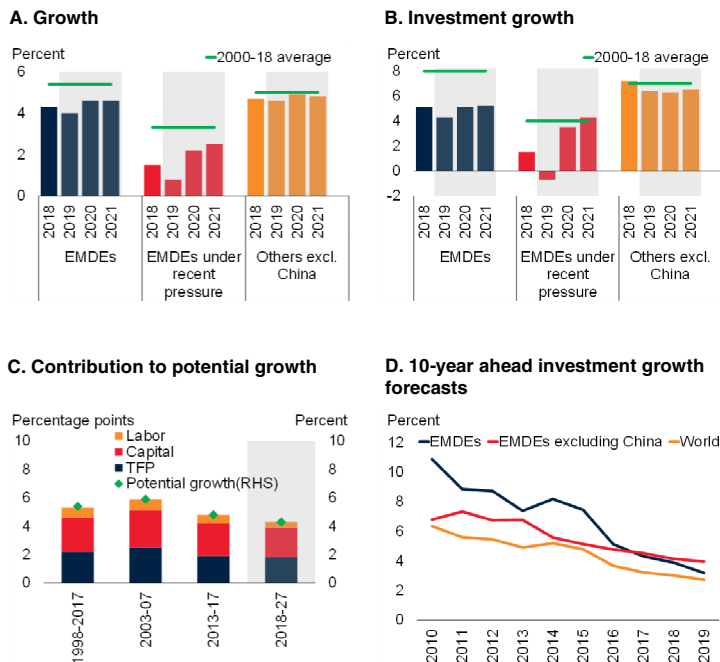 A. Growth
Percent
2000-18 average
6
4
2
0
2018
2019
2020
2021
2018
2019
2020
2021
2018
2019
2020
2021
EMDEs
EMDEs under
recent
pressure
Others excl.
China
B. Investment growth
Percent
2000-18 average
8
6
4
2
0
-2
2018
2019
2020
2021
2018
2019
2020
2021
2018
2019
2020
2021
EMDEs
EMDEs under
recent
pressure
Others excl.
China
C. Contribution to potential growth
Percentage points
Percent
Labor
Capital
TFP
Potential growth(RHS)
10
8
6
4
2
0
10
8
6
4
2
0
1998-2017
2003-07
2013-17
2018-27
D. 10-year ahead investment growth
forecasts
Percent
EMDEs
EMDEs excluding China
World
12
10
8
6
4
2
0
2010
2011
2012
2013
2014
2015
2016
2017
2018
2019